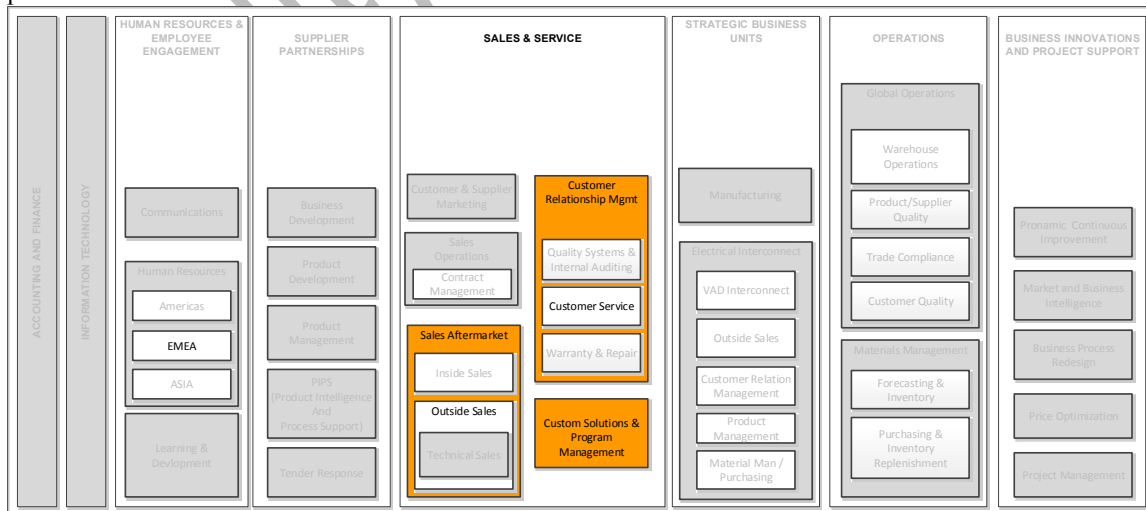 ACCOUNTING AND FINANCE
INFORMATION TECHNOLOGY
HUMAN RESOURCES &
EMPLOYEE
ENGAGEMENT
Communications
Human Resources
Americas
EMEA
ASIA
Learning &
Devlopment
SUPPLIER
PARTNERSHIPS
Business
Development
Product
Development
Product
Management
PIPS
(Product Intelligence
And
Process Support)
Tender Response
SALES & SERVICE
Customer & Supplier
Marketing
Sales
Operations
Contract
Management
Sales Aftermarket
Inside Sales
Outside Sales
Technical Sales
Customer
Relationship Mgmt
Quality Systems &
Internal Auditing
Customer Service
Warranty & Repair
Custom Solutions &
Program
Management
STRATEGIC BUSINESS
UNITS
Manufacturing
Electrical Interconnect
VAD Interconnect
Outside Sales
Customer Relation
Management
Product
Management
Material Man /
Purchasing
OPERATIONS
Global Operations
Warehouse
Operations
Product/Supplier
Quality
Trade Compliance
Customer Quality
Materials Management
Forecasting &
Inventory
Purchasing &
Inventory
Replenishment
BUSINESS INNOVATIONS
AND PROJECT SUPPORT
Pronamic Continuous
Improvement
Market and Business
Intelligence
Business Process
Redesign
Price Optimization
Project Management